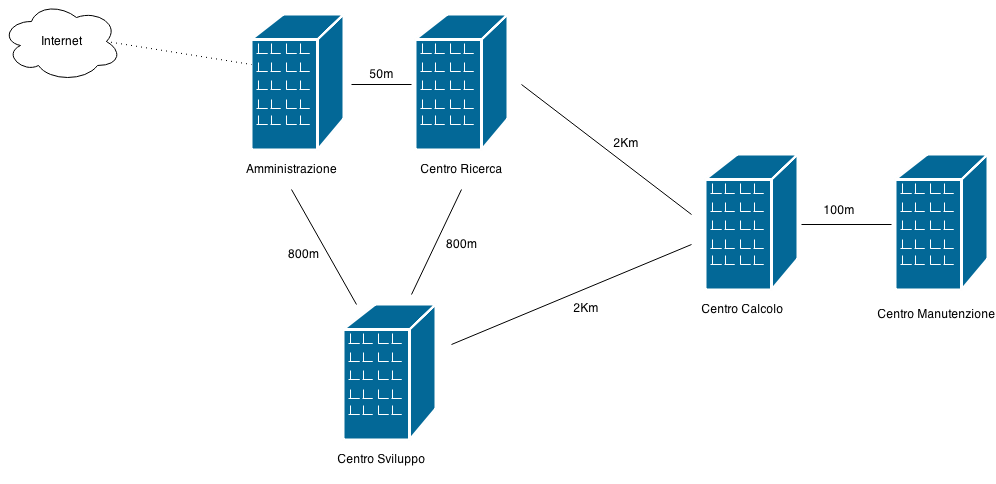 Internet
50m
Amministrazione
Centro Ricerca
2Km
800m
800m
100m
Centro Calcolo
Centro Manutenzione
2Km
Centro Sviluppo